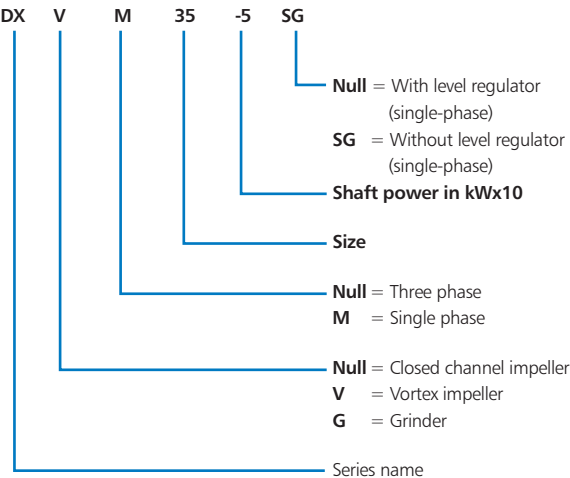 DX V M 35 -5 SG
Null = With level regulator
(single-phase)
SG = Without level regulator
(single-phase)
Shaft power in kWx10
Size
Null = Three phase
M = Single phase
Null = Closed channel impeller
V = Vortex impeller
G = Grinder
Series name